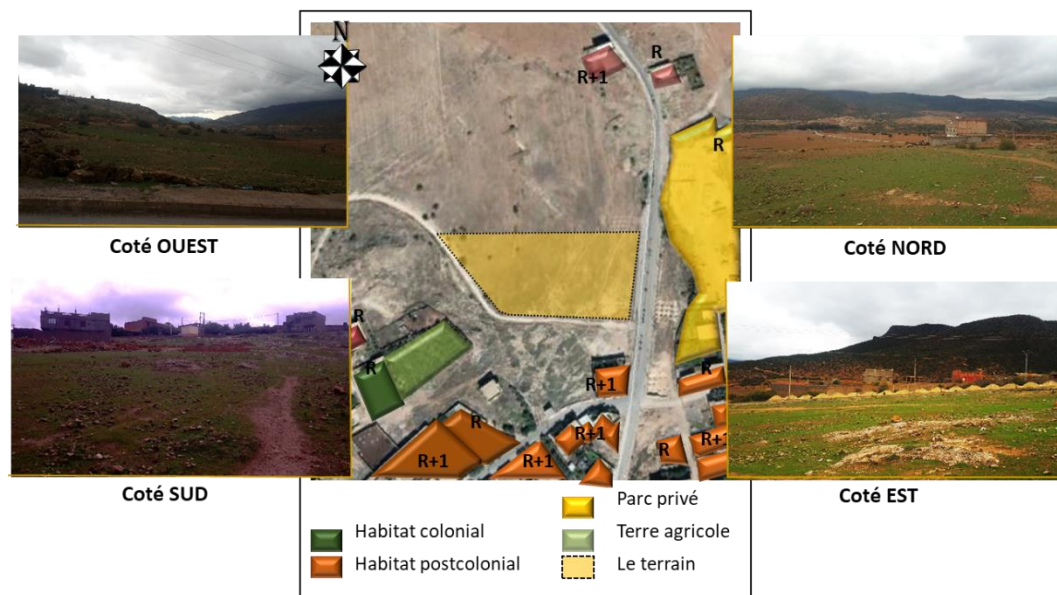 N
R
R+1
R
Coté OUEST
Coté NORD
R
R
R+1
R
R
R+1
R+1
R+1
R
R+1
Coté SUD
Coté EST
Habitat colonial
Habitat postcolonial
Parc privé
Terre agricole
Le terrain